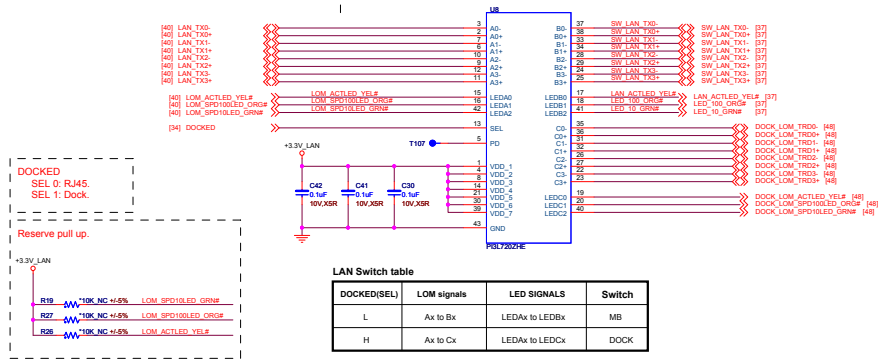 U8
[40] LAN_TX0- 3 A0- B0- 37 SW_LAN_TX0- SW_LAN_TX0- [37]
[40] LAN_TX0+ 2 A0+ B0+ 38 SW_LAN_TX0+ SW_LAN_TX0+ [37]
[40] LAN_TX1- 7 A1- B1- 33 SW_LAN_TX1- SW_LAN_TX1- [37]
[40] LAN_TX1+ 6 A1+ B1+ 34 SW_LAN_TX1+ SW_LAN_TX1+ [37]
[40] LAN_TX2- 10 A2- B2- 28 SW_LAN_TX2- SW_LAN_TX2- [37]
[40] LAN_TX2+ 9 A2+ B2+ 29 SW_LAN_TX2+ SW_LAN_TX2+ [37]
[40] LAN_TX3- 12 A3- B3- 24 SW_LAN_TX3- SW_LAN_TX3- [37]
[40] LAN_TX3+ 11 A3+ B3+ 25 SW_LAN_TX3+ SW_LAN_TX3+ [37]
[40] LOM_ACTLED_YEL# LOM_ACTLED_YEL# 15 LEDA0 LEDB0 17 LAN_ACTLED_YEL# LAN_ACTLED_YEL# [37]
[40] LOM_SPD100LED_ORG# LOM_SPD100LED_ORG# 16 LEDA1 LEDB1 18 LED_100_ORG# LED_100_ORG# [37]
[40] LOM_SPD10LED_GRN# LOM_SPD10LED_GRN# 42 LEDA2 LEDB2 41 LED_10_GRN# LED_10_GRN# [37]
[34] DOCKED 13 SEL C0- 35 DOCK_LOM_TRD0- [48]
C0+ 36 DOCK_LOM_TRD0+ [48]
T107 5 PD C1- 31 DOCK_LOM_TRD1- [48]
C1+ 32 DOCK_LOM_TRD1+ [48]
+3.3V_LAN
C2- 26 DOCK_LOM_TRD2- [48]
1 VDD_1 C2+ 27 DOCK_LOM_TRD2+ [48]
4 VDD_2 C3- 22 DOCK_LOM_TRD3- [48]
8 VDD_3 C3+ 23 DOCK_LOM_TRD3+ [48]
14 VDD_4
21 VDD_5 LEDC0 19 DOCK_LOM_ACTLED_YEL# [48]
30 VDD_6 LEDC1 20 DOCK_LOM_SPD100LED_ORG# [48]
39 VDD_7 LEDC2 40 DOCK_LOM_SPD10LED_GRN# [48]
43 GND
PI3L720ZHE
C42 C41 C30
0.1uF 0.1uF 0.1uF
10V,X5R 10V,X5R 10V,X5R
DOCKED
SEL 0: RJ45.
SEL 1: Dock.
Reserve pull up.
+3.3V_LAN
R19 *10K_NC +/-5% LOM_SPD10LED_GRN#
R27 *10K_NC +/-5% LOM_SPD100LED_ORG#
R26 *10K_NC +/-5% LOM_ACTLED_YEL#
LAN Switch table
DOCKED(SEL) LOM signals LED SIGNALS Switch
L Ax to Bx LEDAx to LEDBx MB
H Ax to Cx LEDAx to LEDCx DOCK